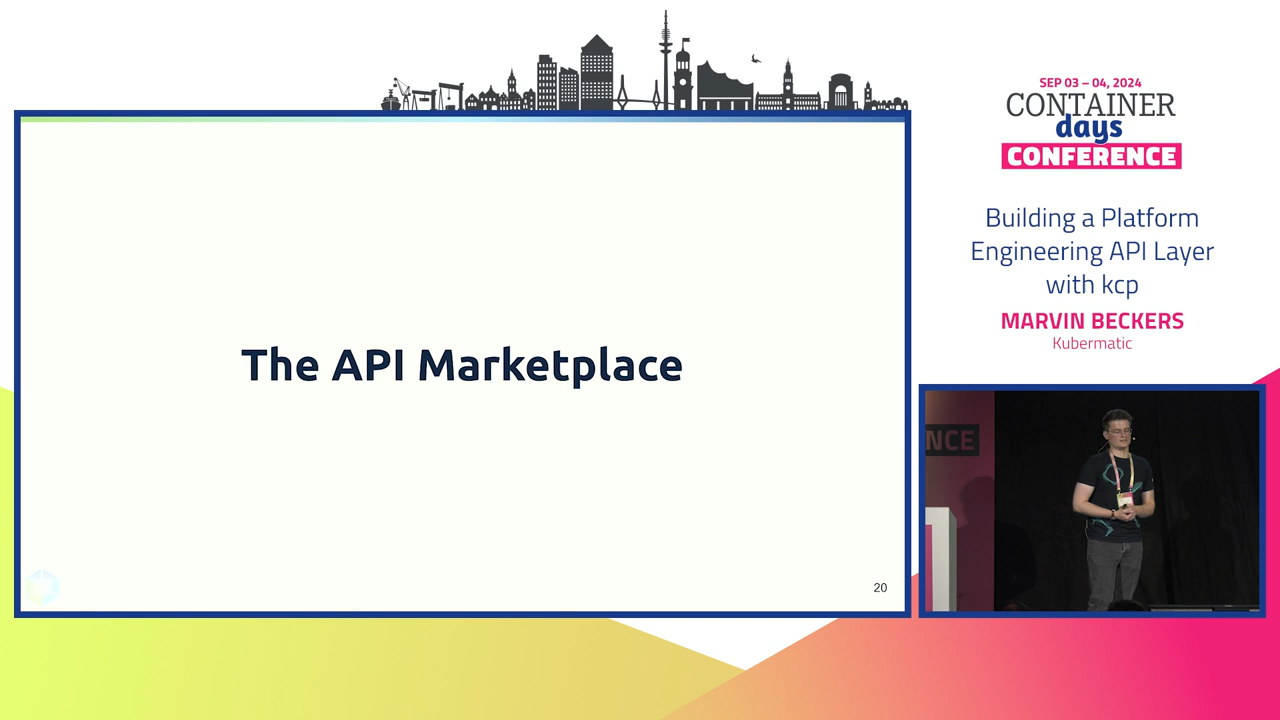 SEP 03 – 04, 2024
CONTAINER
days
CONFERENCE
Building a Platform
Engineering API Layer
with kcp
MARVIN BECKERS
Kubermatic
The API Marketplace
20
NCE